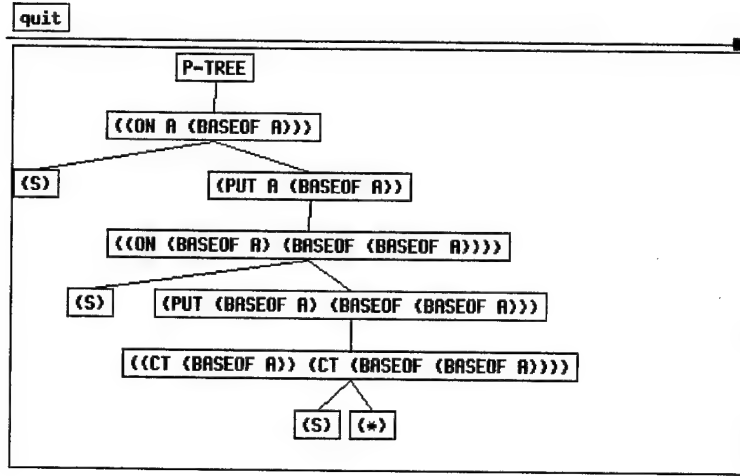 quit
P-TREE
((ON A (BASEOF A)))
(S)
(PUT A (BASEOF A))
((ON (BASEOF A) (BASEOF (BASEOF A))))
(S)
(PUT (BASEOF A) (BASEOF (BASEOF A)))
((CT (BASEOF A)) (CT (BASEOF (BASEOF A))))
(S)
(*)